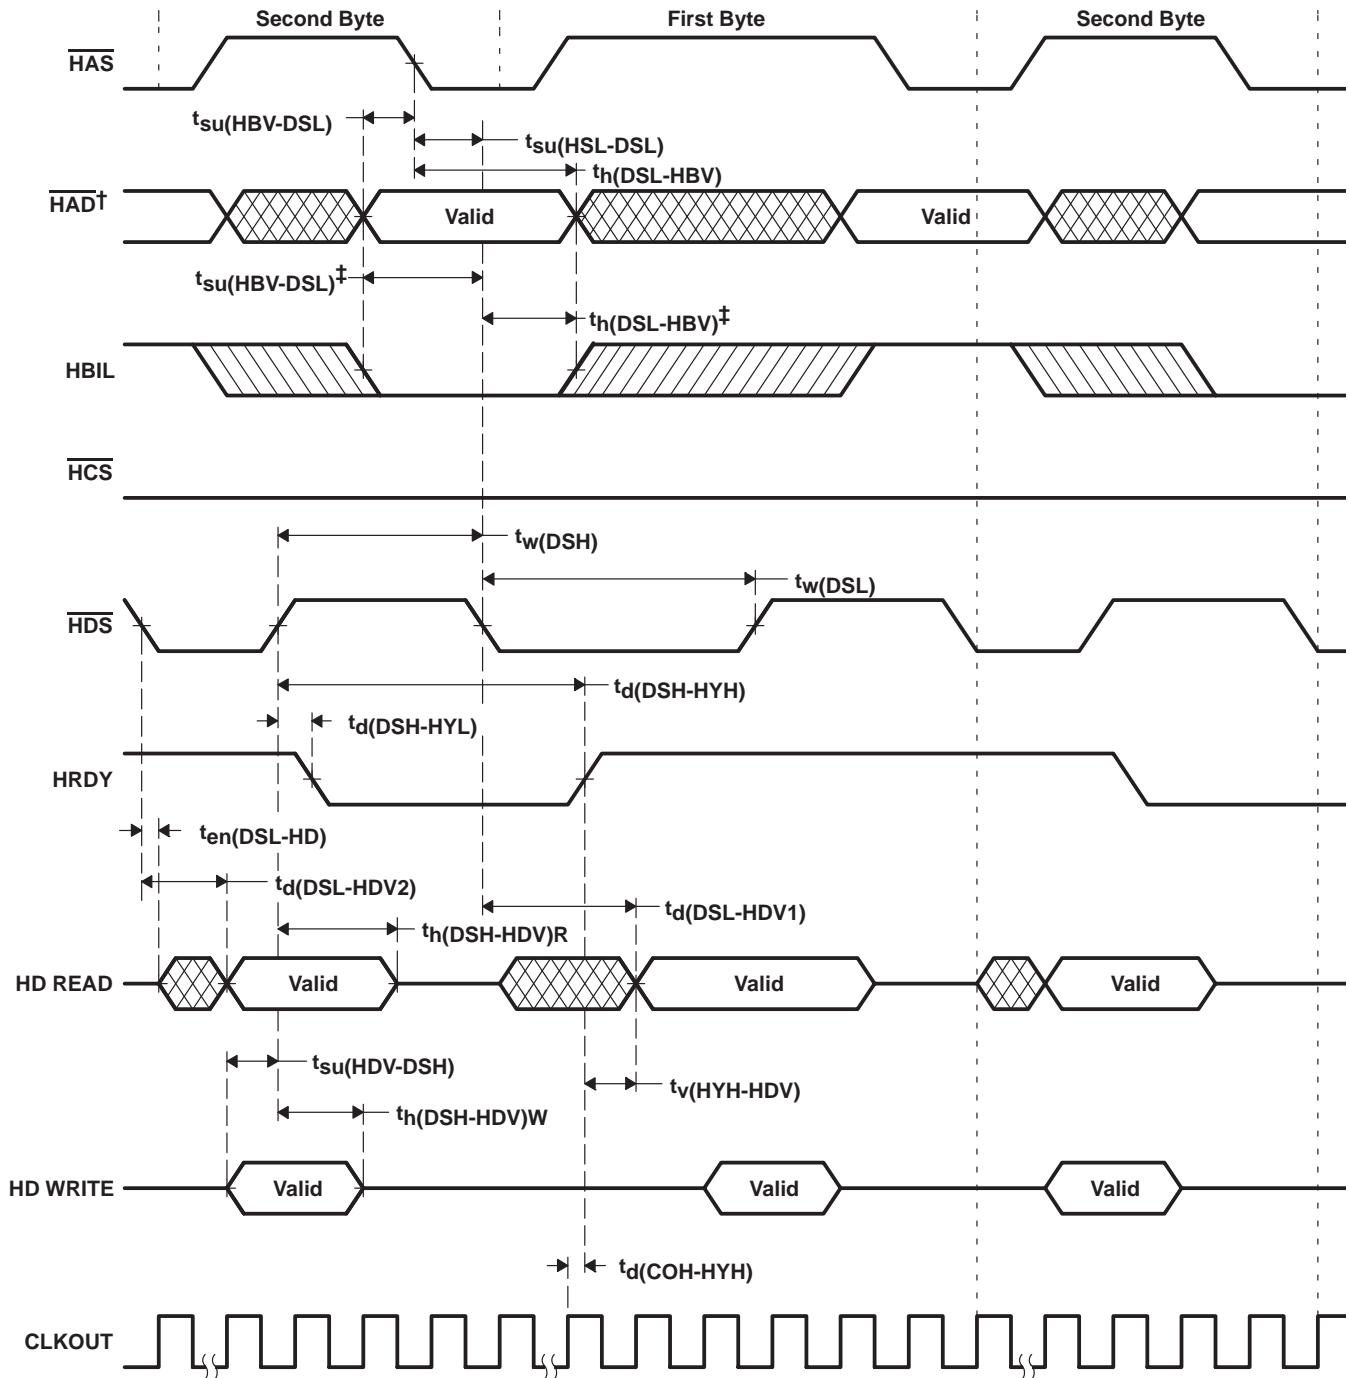 Second Byte First Byte Second Byte
HAS
tsu(HBV-DSL)
tsu(HSL-DSL)
th(DSL-HBV)
HAD†
Valid Valid
tsu(HBV-DSL)‡
th(DSL-HBV)‡
HBIL
HCS
tw(DSH)
tw(DSL)
HDS
td(DSH-HYH)
td(DSH-HYL)
HRDY
ten(DSL-HD)
td(DSL-HDV2)
td(DSL-HDV1)
th(DSH-HDV)R
HD READ Valid Valid Valid
tsu(HDV-DSH)
tv(HYH-HDV)
th(DSH-HDV)W
HD WRITE Valid Valid Valid
td(COH-HYH)
CLKOUT